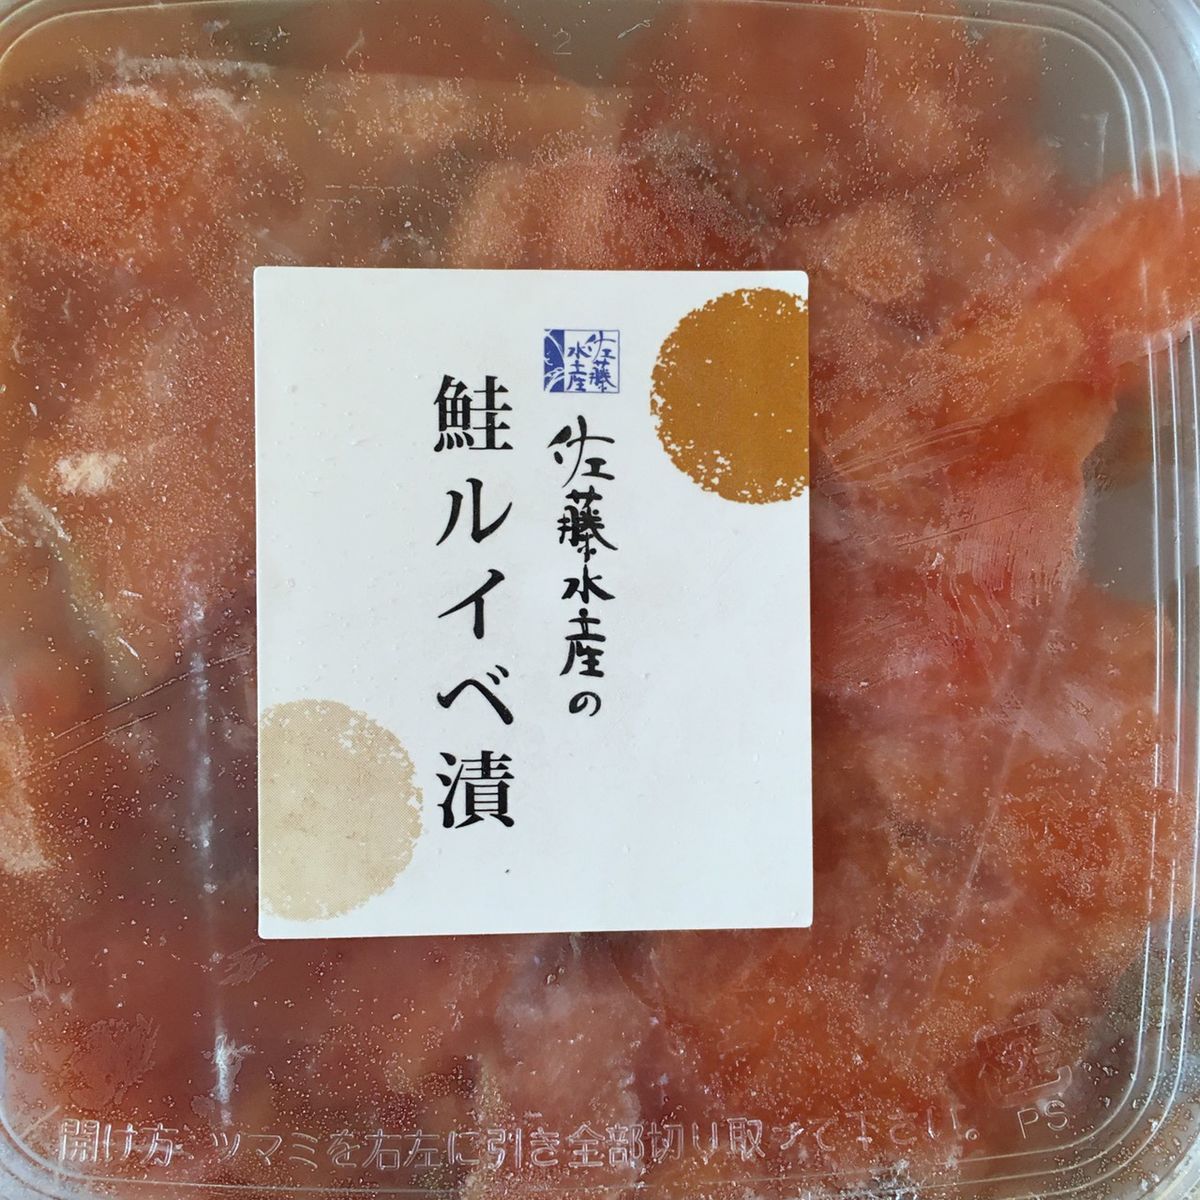 佐藤
水産
佐藤水産の
鮭ルイベ漬
開け方 ツマミを右左に引き全部切り取って下さい。
PS
2